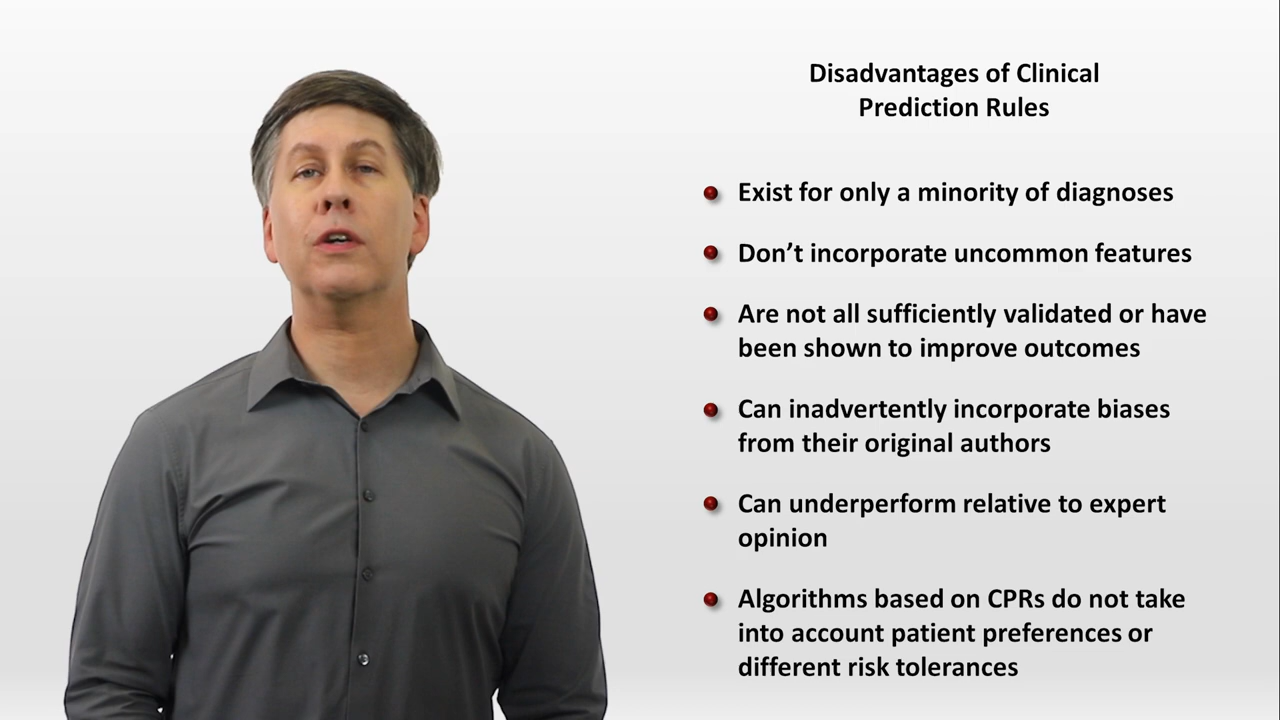 Disadvantages of Clinical
Prediction Rules
Exist for only a minority of diagnoses
Don’t incorporate uncommon features
Are not all sufficiently validated or have
been shown to improve outcomes
Can inadvertently incorporate biases
from their original authors
Can underperform relative to expert
opinion
Algorithms based on CPRs do not take
into account patient preferences or
different risk tolerances